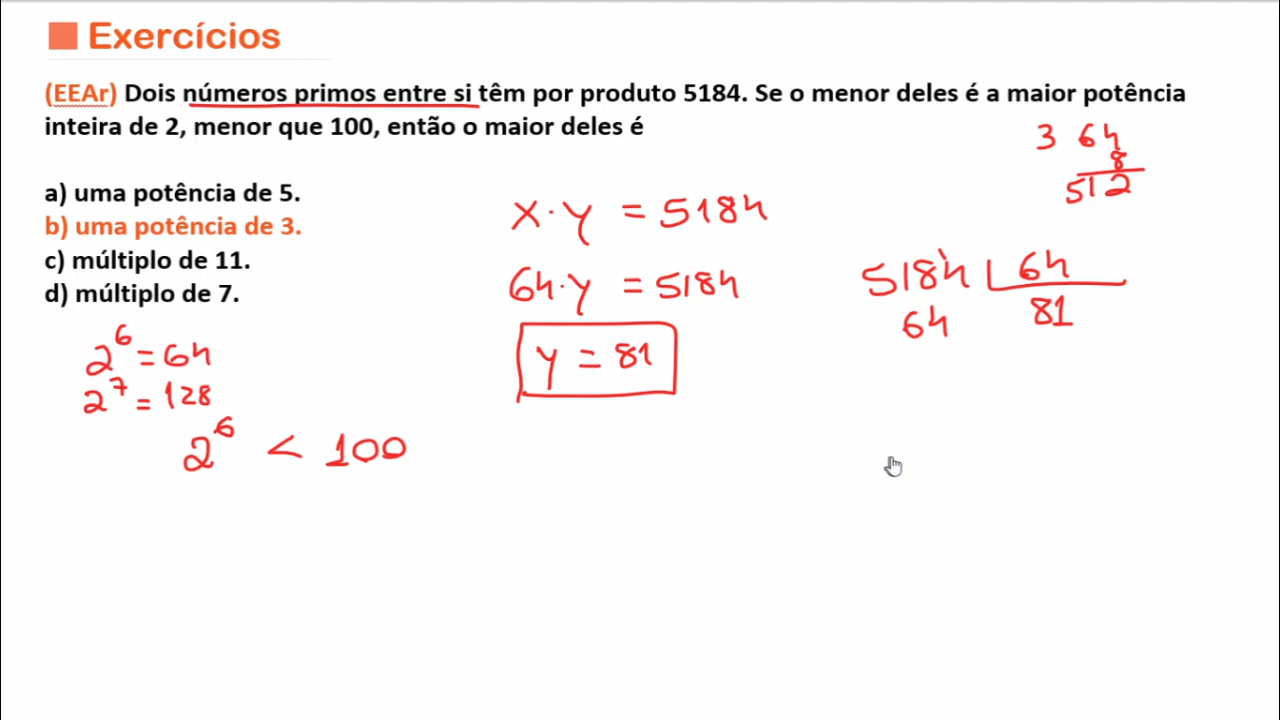 Exercícios
(EEAr) Dois números primos entre si têm por produto 5184. Se o menor deles é a maior potência
inteira de 2, menor que 100, então o maior deles é
a) uma potência de 5.
b) uma potência de 3.
c) múltiplo de 11.
d) múltiplo de 7.
2^6 = 64
2^7 = 128
2^6 < 100
x · y = 5184
64 · y = 5184
y = 81
3 64
8
512
5184 64
64 81